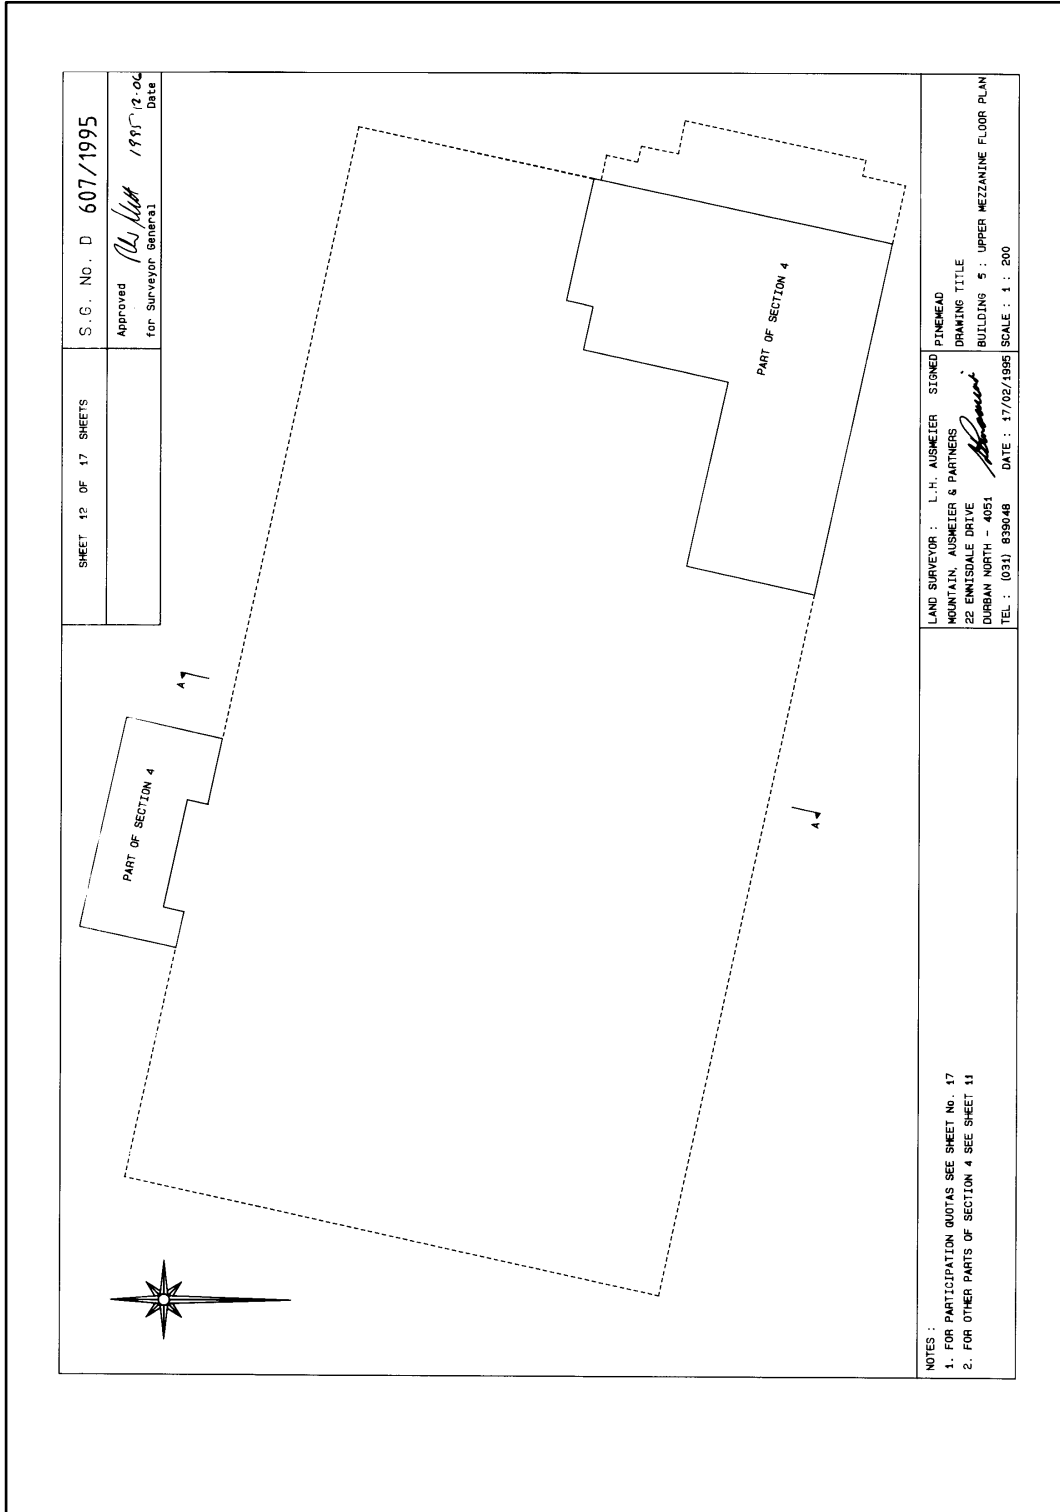 SHEET 12 OF 17 SHEETS
S.G. No. D 607/1995
Approved
1995-12-06
for Surveyor General
Date
A
PART OF SECTION 4
PART OF SECTION 4
A
NOTES :
1. FOR PARTICIPATION QUOTAS SEE SHEET No. 17
2. FOR OTHER PARTS OF SECTION 4 SEE SHEET 11
LAND SURVEYOR : L.H. AUSMEIER SIGNED
MOUNTAIN, AUSMEIER & PARTNERS
22 ENNISDALE DRIVE
DURBAN NORTH - 4051
TEL : (031) 839048 DATE : 17/02/1995
PINEMEAD
DRAWING TITLE
BUILDING 5 : UPPER MEZZANINE FLOOR PLAN
SCALE : 1 : 200